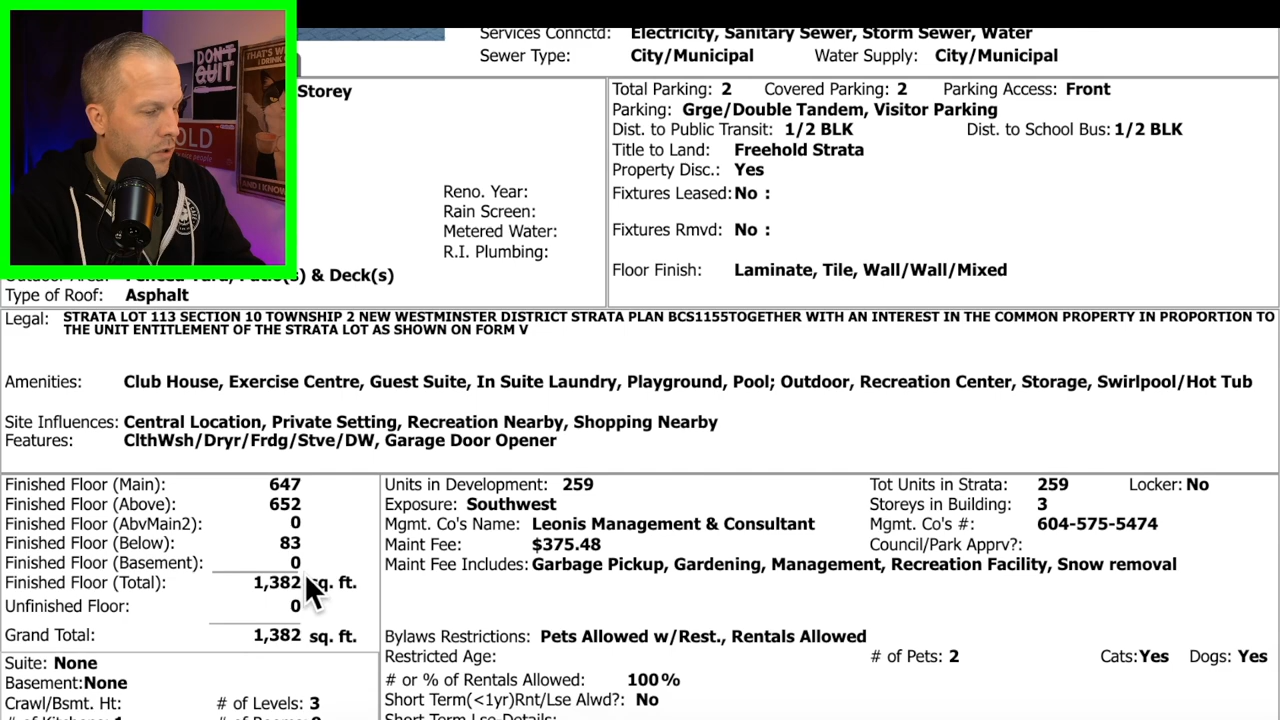 DON'T
QUIT
THAT'S W
I DRINK
OLD
AND I KNOW
Services Connctd: Electricity, Sanitary Sewer, Storm Sewer, Water
Sewer Type: City/Municipal Water Supply: City/Municipal
Storey
Total Parking: 2 Covered Parking: 2 Parking Access: Front
Parking: Grge/Double Tandem, Visitor Parking
Dist. to Public Transit: 1/2 BLK Dist. to School Bus: 1/2 BLK
Title to Land: Freehold Strata
Property Disc.: Yes
Reno. Year:
Fixtures Leased: No :
Rain Screen:
Metered Water:
Fixtures Rmvd: No :
R.I. Plumbing:
Floor Finish: Laminate, Tile, Wall/Wall/Mixed
& Deck(s)
Type of Roof: Asphalt
Legal: STRATA LOT 113 SECTION 10 TOWNSHIP 2 NEW WESTMINSTER DISTRICT STRATA PLAN BCS1155TOGETHER WITH AN INTEREST IN THE COMMON PROPERTY IN PROPORTION TO
THE UNIT ENTITLEMENT OF THE STRATA LOT AS SHOWN ON FORM V
Amenities: Club House, Exercise Centre, Guest Suite, In Suite Laundry, Playground, Pool; Outdoor, Recreation Center, Storage, Swirlpool/Hot Tub
Site Influences: Central Location, Private Setting, Recreation Nearby, Shopping Nearby
Features: ClthWsh/Dryr/Frdg/Stve/DW, Garage Door Opener
Finished Floor (Main): 647 Units in Development: 259 Tot Units in Strata: 259 Locker: No
Finished Floor (Above): 652 Exposure: Southwest Storeys in Building: 3
Finished Floor (AbvMain2): 0 Mgmt. Co's Name: Leonis Management & Consultant Mgmt. Co's #: 604-575-5474
Finished Floor (Below): 83 Maint Fee: $375.48 Council/Park Apprv?:
Finished Floor (Basement): 0 Maint Fee Includes: Garbage Pickup, Gardening, Management, Recreation Facility, Snow removal
Finished Floor (Total): 1,382 sq. ft.
Unfinished Floor: 0
Grand Total: 1,382 sq. ft. Bylaws Restrictions: Pets Allowed w/Rest., Rentals Allowed
Restricted Age: # of Pets: 2 Cats: Yes Dogs: Yes
Suite: None
Basement: None # or % of Rentals Allowed: 100%
Crawl/Bsmt. Ht: # of Levels: 3 Short Term(<1yr)Rnt/Lse Alwd?: No
Short Term Lse-Details: